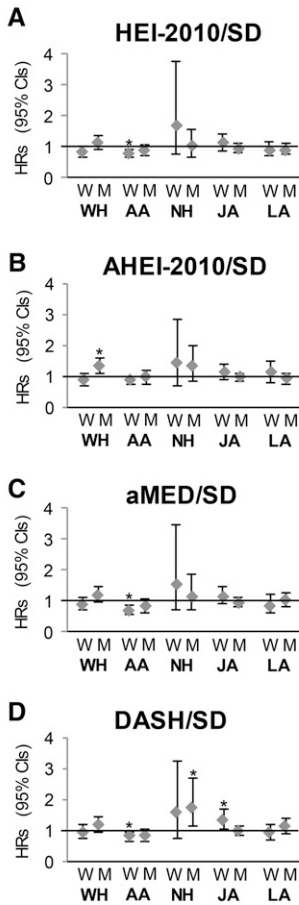 A
HEI-2010/SD
HRs (95% CIs)
4
3
2
1
0
*
W M W M W M W M W M
WH AA NH JA LA
B
AHEI-2010/SD
HRs (95% CIs)
4
3
2
1
0
*
W M W M W M W M W M
WH AA NH JA LA
C
aMED/SD
HRs (95% CIs)
4
3
2
1
0
*
W M W M W M W M W M
WH AA NH JA LA
D
DASH/SD
HRs (95% CIs)
4
3
2
1
0
* * *
W M W M W M W M W M
WH AA NH JA LA